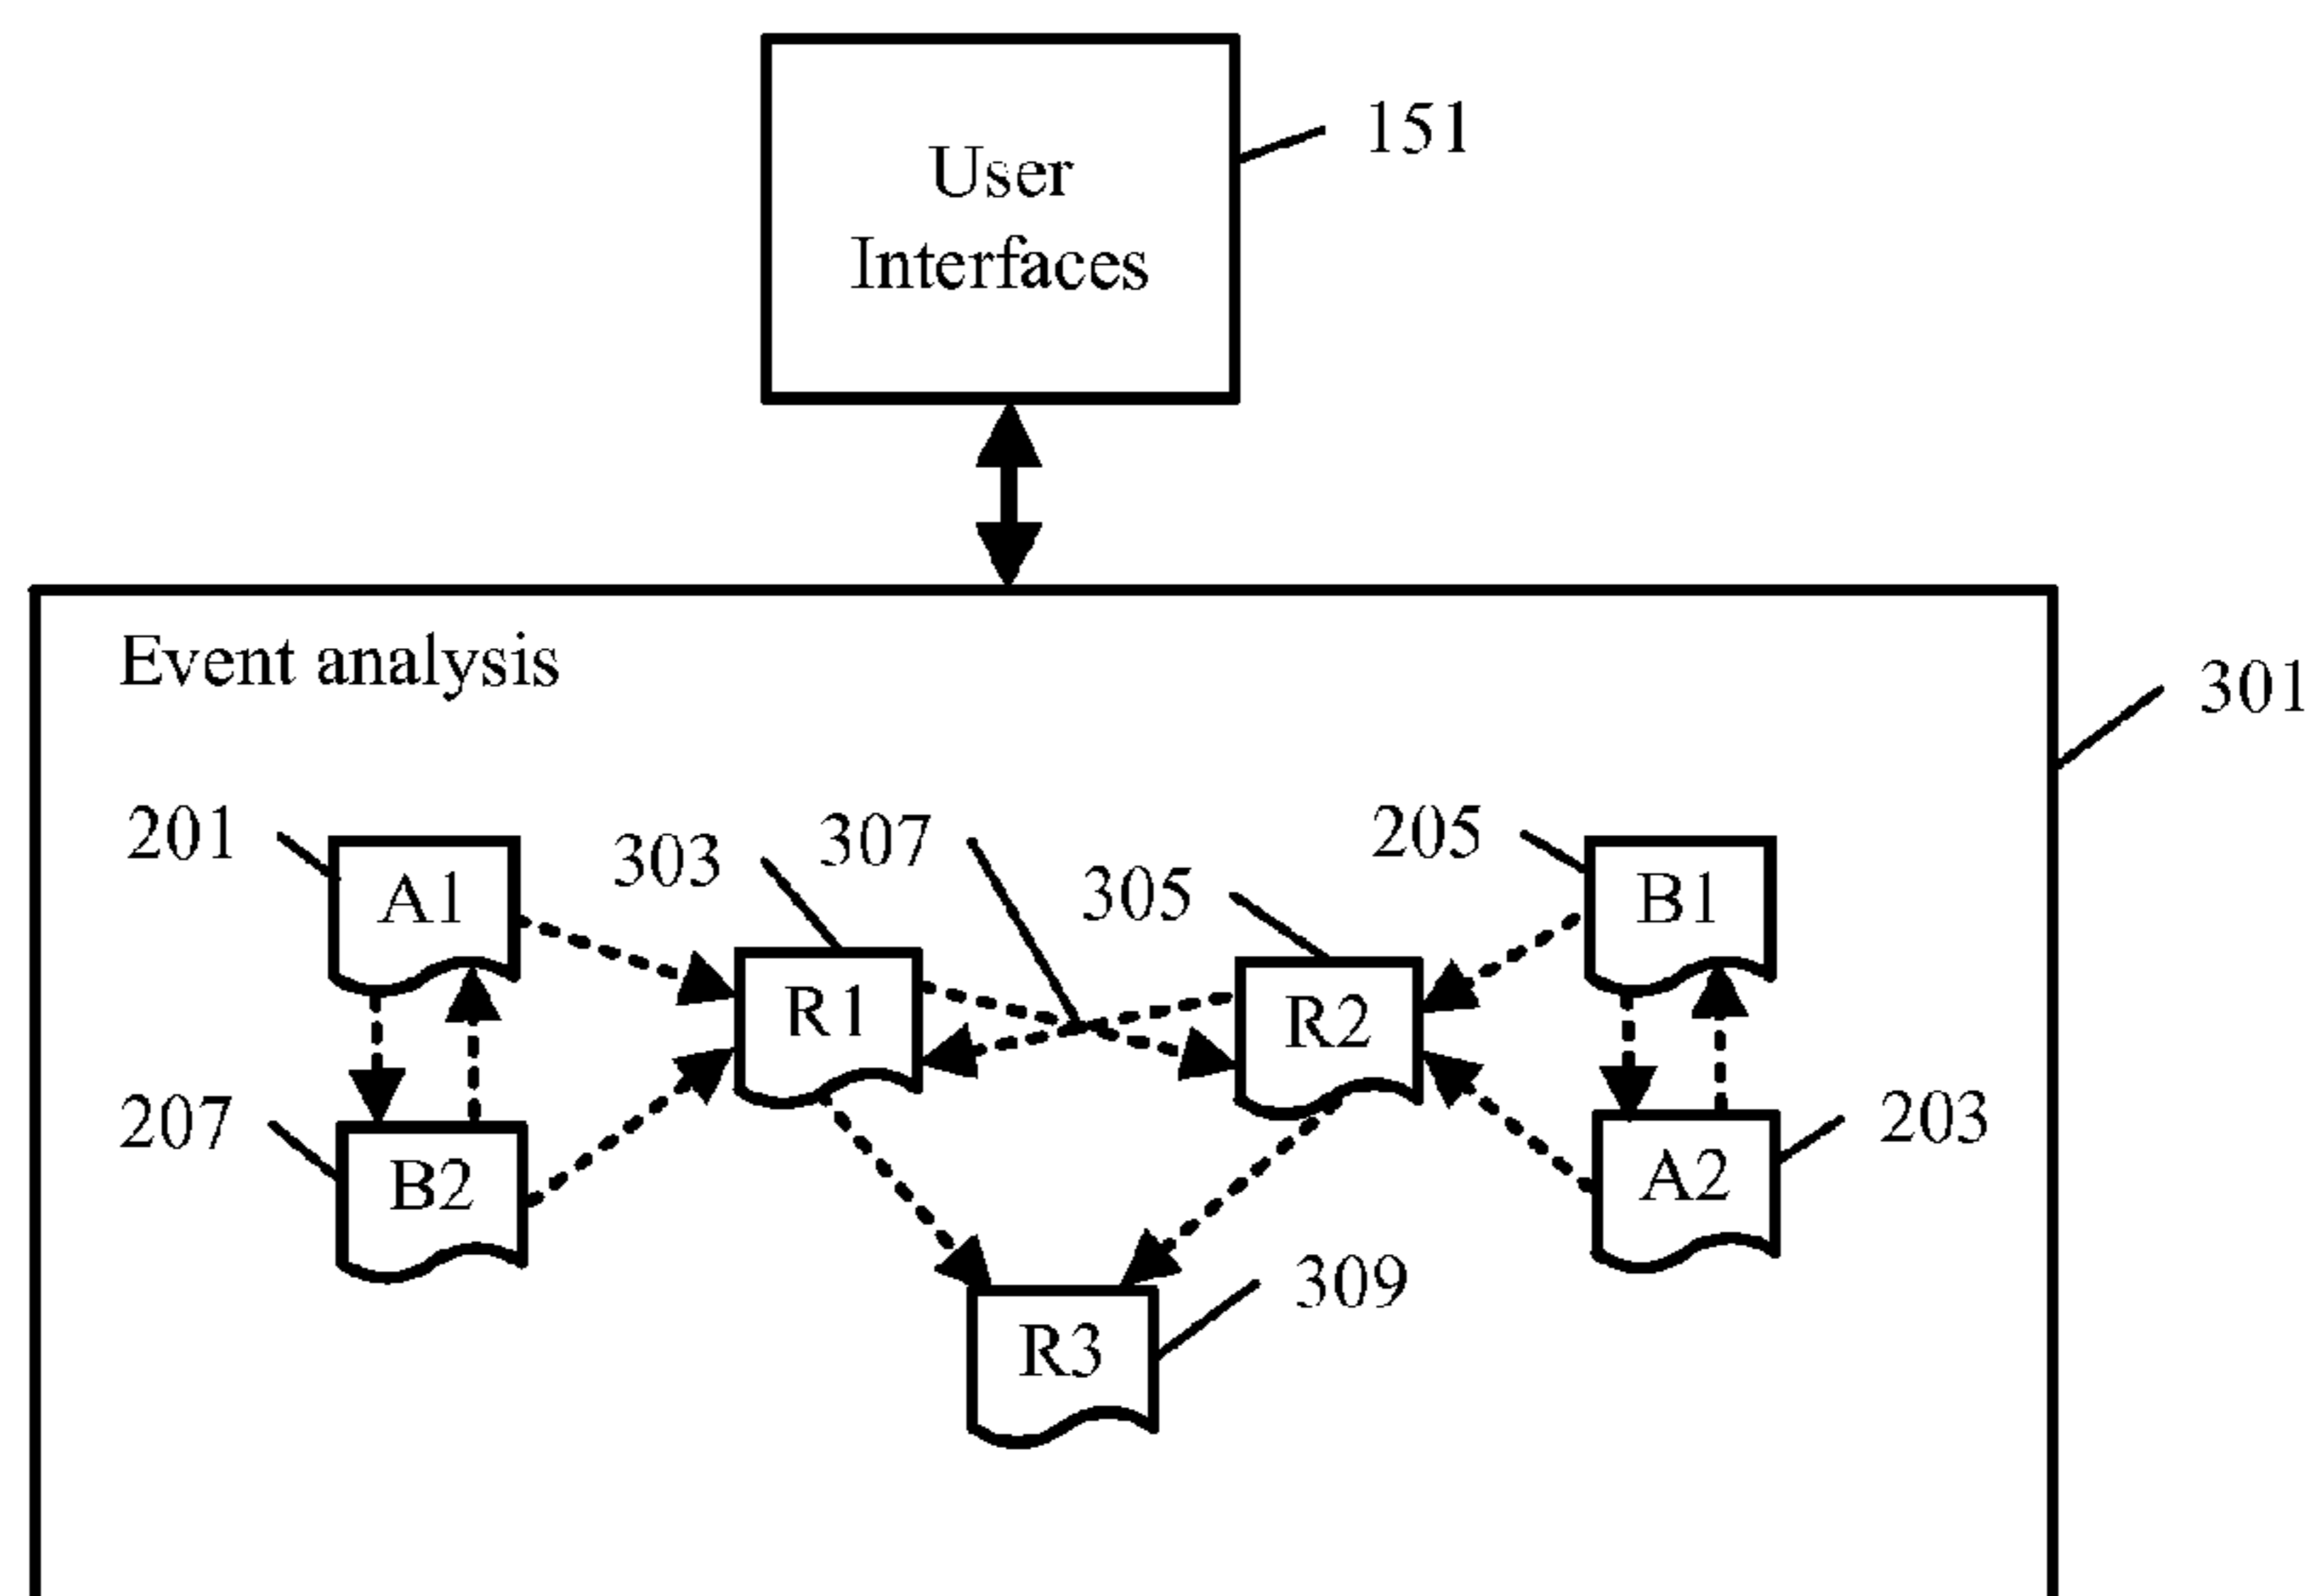 151
User
Interfaces
Event analysis
301
201
303
307
305
205
A1
B1
R1
R2
207
B2
203
A2
309
R3